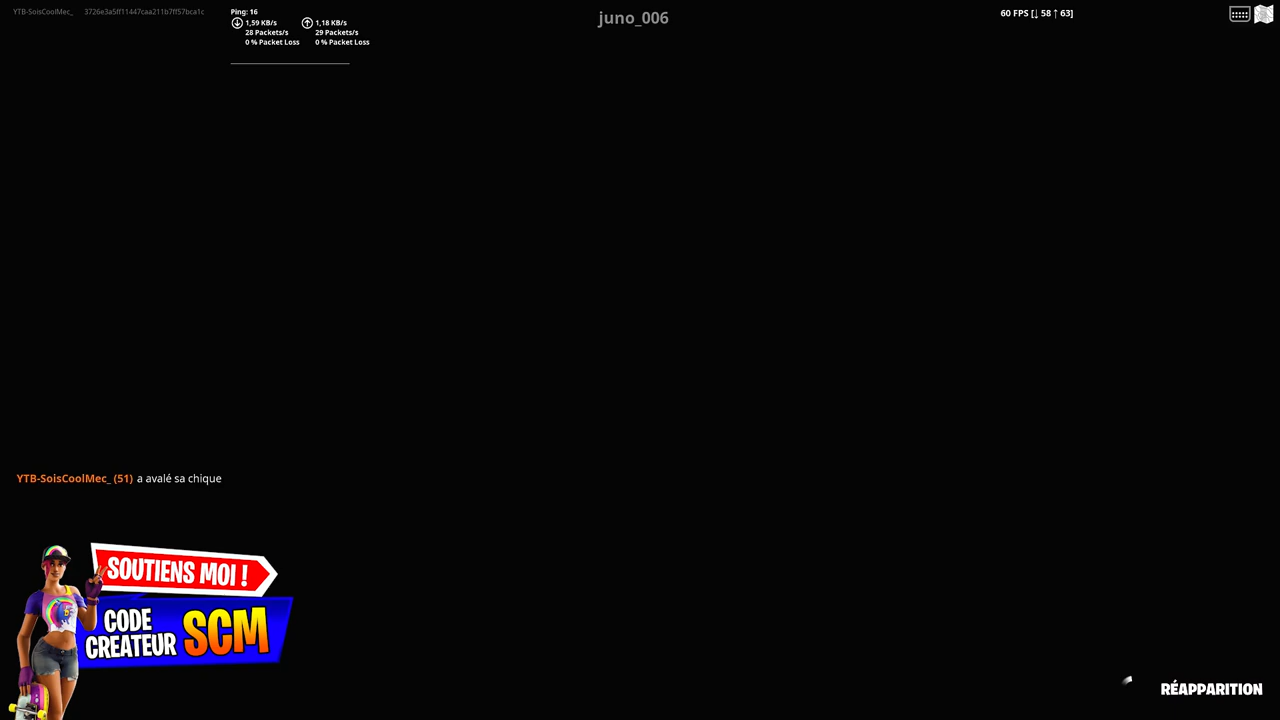 YTB-SoisCoolMec_ 3726e3a5ff11447caa211b7ff57bca1c
Ping: 16
1,59 KB/s 1,18 KB/s
28 Packets/s 29 Packets/s
0 % Packet Loss 0 % Packet Loss
juno_006
60 FPS [↓ 58 ↑ 63]
YTB-SoisCoolMec_ (51) a avalé sa chique
SOUTIENS MOI !
CODE
CREATEUR SCM
RÉAPPARITION